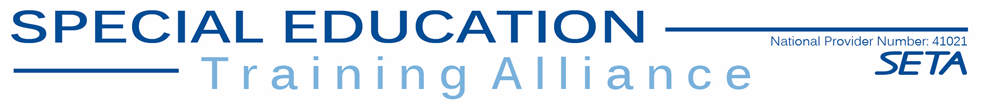 SPECIAL EDUCATION
National Provider Number: 41021
Training Alliance
SETA